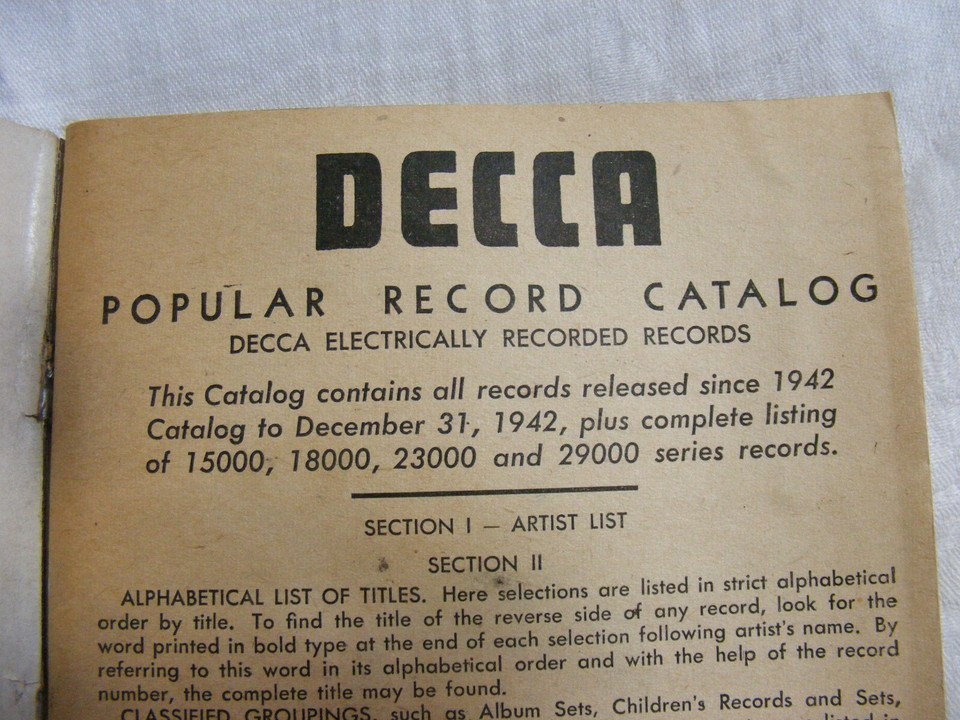 DECCA
POPULAR RECORD CATALOG
DECCA ELECTRICALLY RECORDED RECORDS
This Catalog contains all records released since 1942
Catalog to December 31, 1942, plus complete listing
of 15000, 18000, 23000 and 29000 series records.
SECTION I — ARTIST LIST
SECTION II
ALPHABETICAL LIST OF TITLES. Here selections are listed in strict alphabetical
order by title. To find the title of the reverse side of any record, look for the
word printed in bold type at the end of each selection following artist's name. By
referring to this word in its alphabetical order and with the help of the record
number, the complete title may be found.
CLASSIFIED GROUPINGS, such as Album Sets, Children's Records and Sets,
listed in